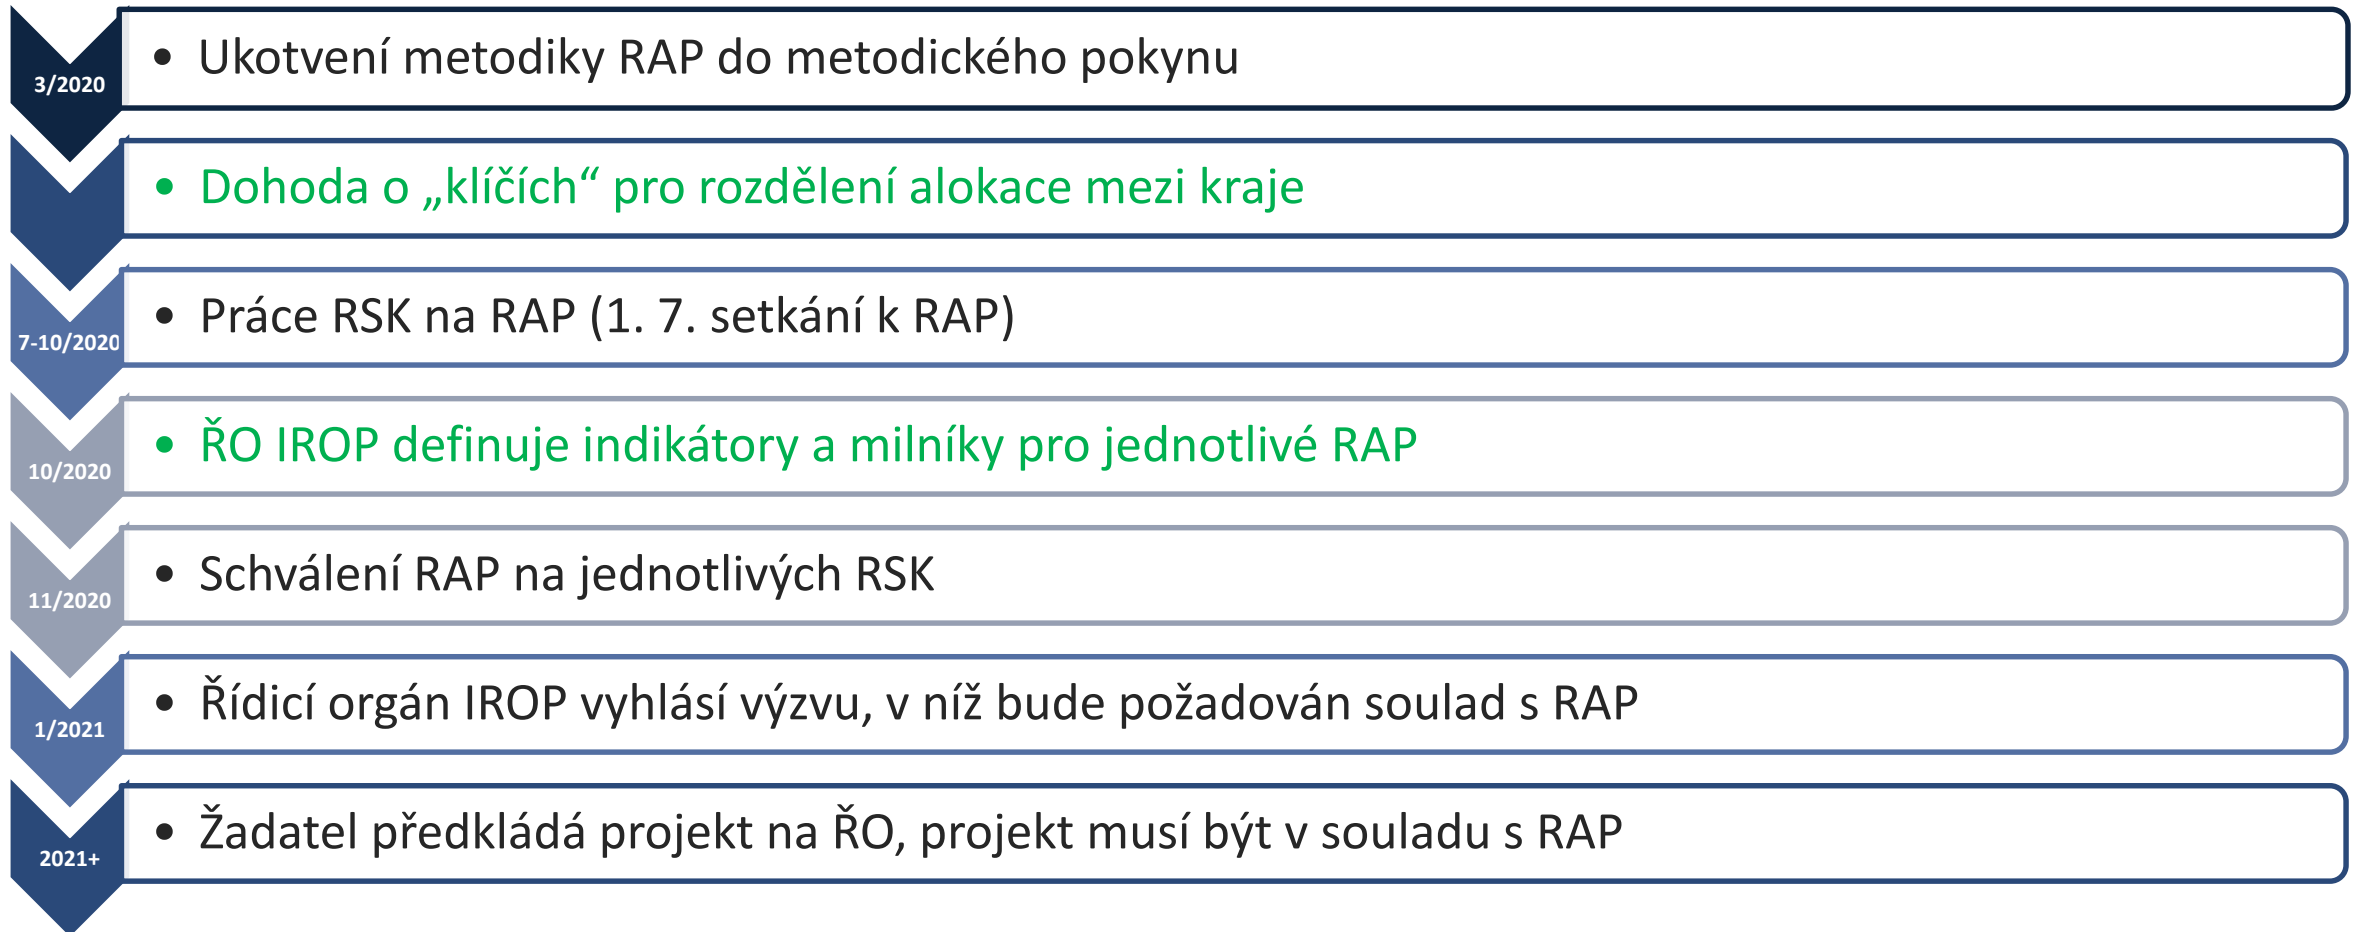 3/2020
• Ukotvení metodiky RAP do metodického pokynu
• Dohoda o „klíčích“ pro rozdělení alokace mezi kraje
7-10/2020
• Práce RSK na RAP (1. 7. setkání k RAP)
10/2020
• ŘO IROP definuje indikátory a milníky pro jednotlivé RAP
11/2020
• Schválení RAP na jednotlivých RSK
1/2021
• Řídicí orgán IROP vyhlásí výzvu, v níž bude požadován soulad s RAP
2021+
• Žadatel předkládá projekt na ŘO, projekt musí být v souladu s RAP